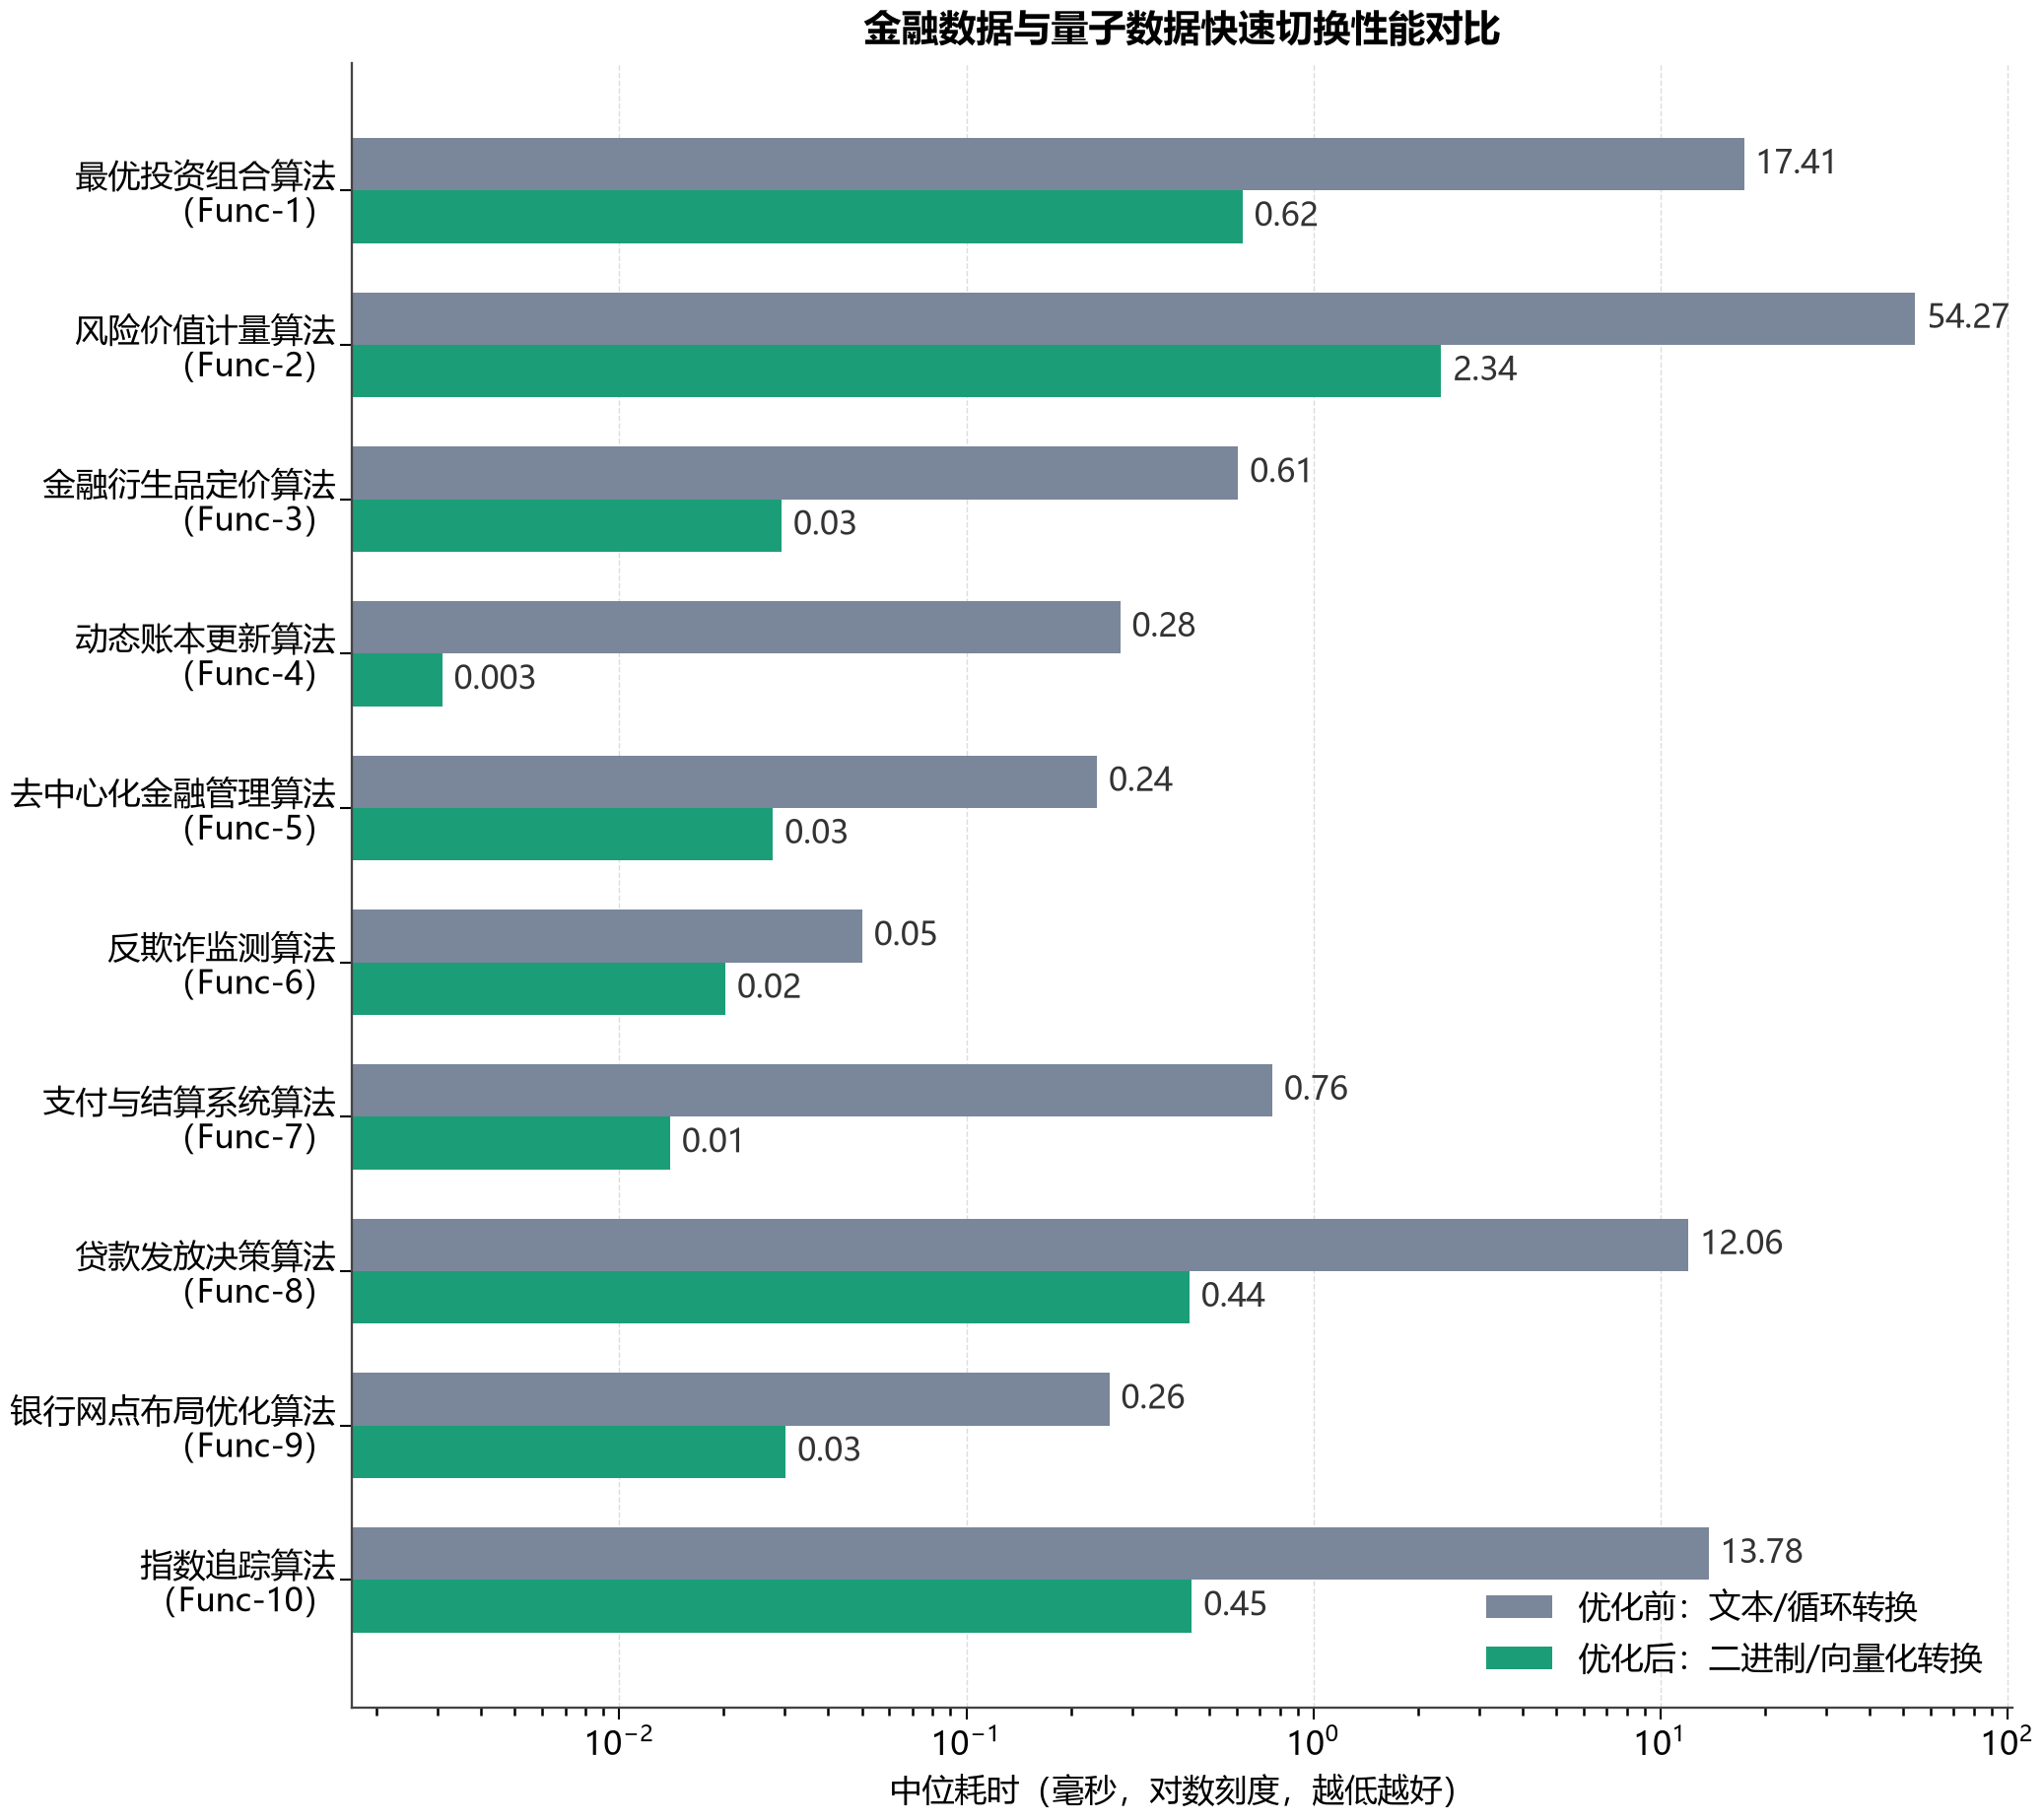 金融数据与量子数据快速切换性能对比
最优投资组合算法
（Func-1）
17.41
0.62
风险价值计量算法
（Func-2）
54.27
2.34
金融衍生品定价算法
（Func-3）
0.61
0.03
动态账本更新算法
（Func-4）
0.28
0.003
去中心化金融管理算法
（Func-5）
0.24
0.03
反欺诈监测算法
（Func-6）
0.05
0.02
支付与结算系统算法
（Func-7）
0.76
0.01
贷款发放决策算法
（Func-8）
12.06
0.44
银行网点布局优化算法
（Func-9）
0.26
0.03
指数追踪算法
（Func-10）
13.78
0.45
优化前：文本/循环转换
优化后：二进制/向量化转换
10⁻² 10⁻¹ 10⁰ 10¹ 10²
中位耗时（毫秒，对数刻度，越低越好）